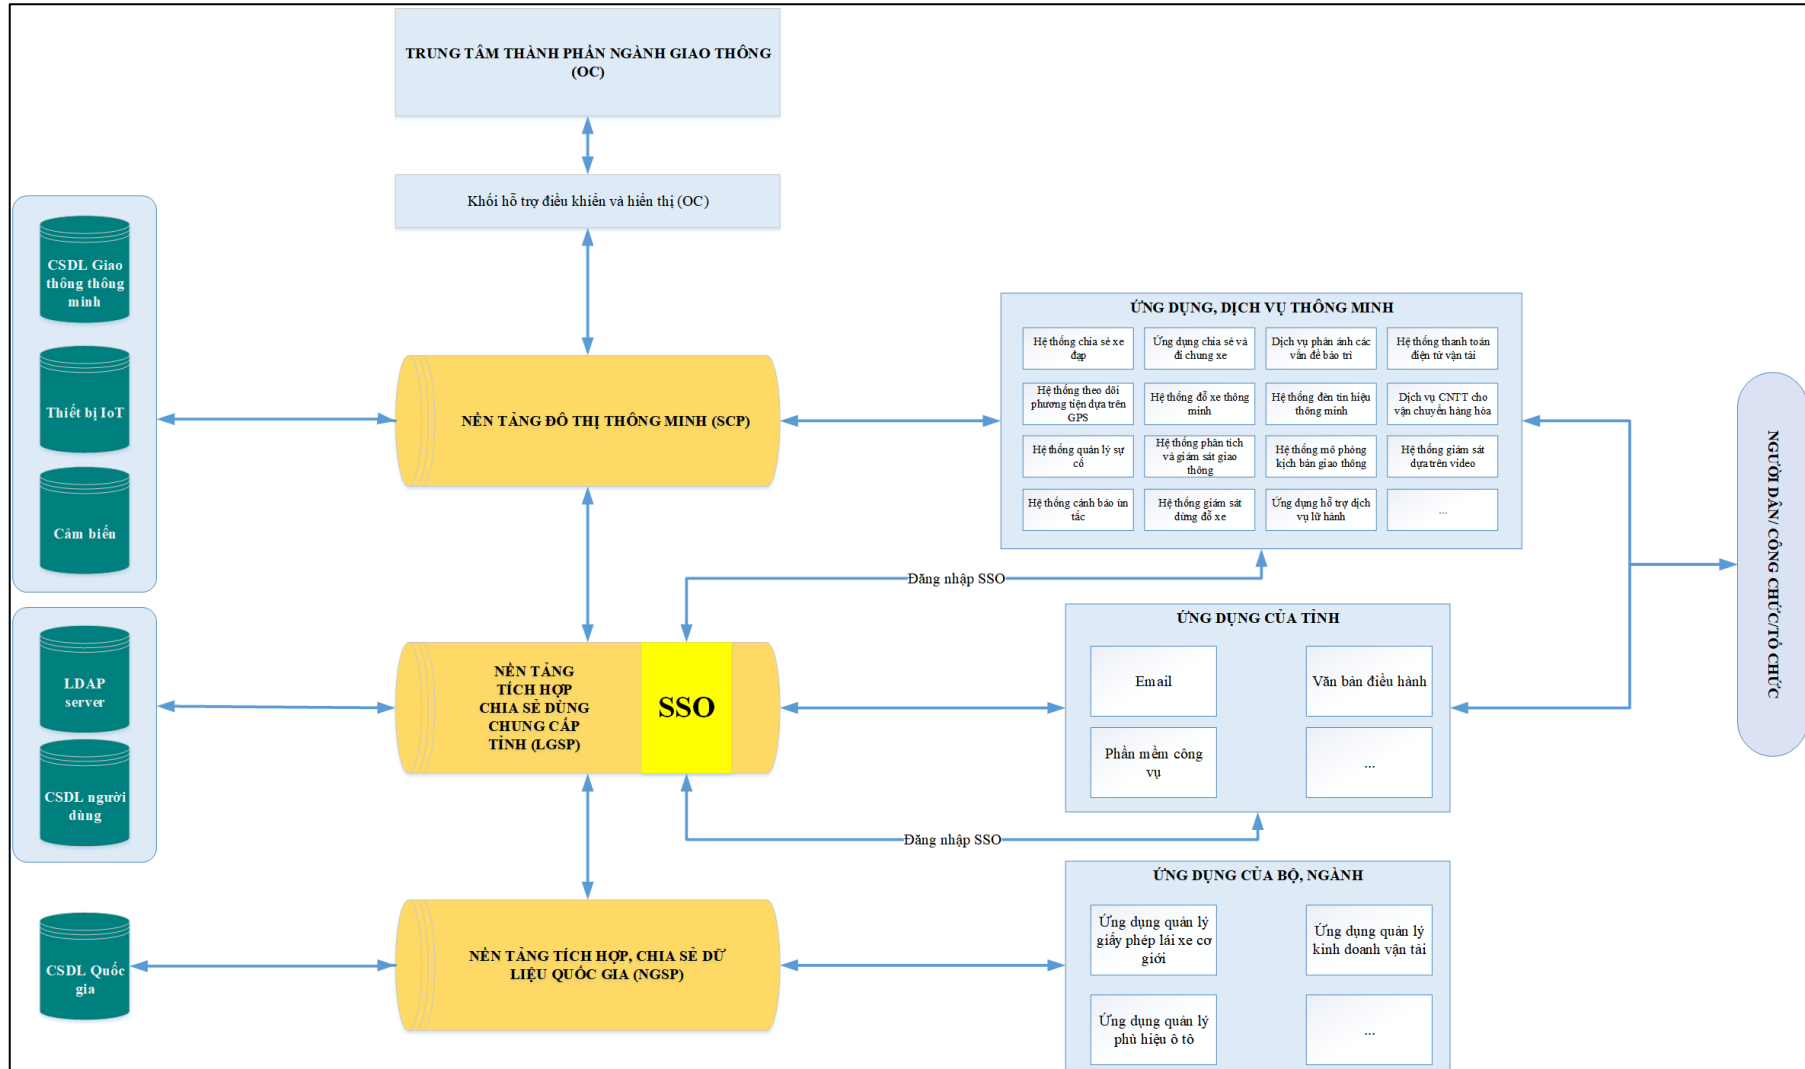 TRUNG TÂM THÀNH PHẦN NGÀNH GIAO THÔNG
(OC)
Khối hỗ trợ điều khiển và hiển thị (OC)
CSDL Giao
thông thông
minh
Thiết bị IoT
Cảm biến
NỀN TẢNG ĐÔ THỊ THÔNG MINH (SCP)
ỨNG DỤNG, DỊCH VỤ THÔNG MINH
Hệ thống chia sẻ xe
đạp
Ứng dụng chia sẻ và
đi chung xe
Dịch vụ phản ánh các
vấn đề bảo trì
Hệ thống thanh toán
điện tử vận tải
Hệ thống theo dõi
phương tiện dựa trên
GPS
Hệ thống đỗ xe thông
minh
Hệ thống đèn tín hiệu
thông minh
Dịch vụ CNTT cho
vận chuyển hàng hóa
Hệ thống quản lý sự
cố
Hệ thống phân tích
và giám sát giao
thông
Hệ thống mô phỏng
kịch bản giao thông
Hệ thống giám sát
dựa trên video
Hệ thống cảnh báo ùn
tắc
Hệ thống giám sát
dừng đỗ xe
Ứng dụng hỗ trợ dịch
vụ lữ hành
...
NGƯỜI DÂN/ CÔNG CHỨC/TỔ CHỨC
Đăng nhập SSO
LDAP
server
CSDL người
dùng
NỀN TẢNG
TÍCH HỢP
CHIA SẺ DÙNG
CHUNG CẤP
TỈNH (LGSP)
SSO
ỨNG DỤNG CỦA TỈNH
Email
Văn bản điều hành
Phần mềm công
vụ
...
Đăng nhập SSO
CSDL Quốc
gia
NỀN TẢNG TÍCH HỢP, CHIA SẺ DỮ
LIỆU QUỐC GIA (NGSP)
ỨNG DỤNG CỦA BỘ, NGÀNH
Ứng dụng quản lý
giấy phép lái xe cơ
giới
Ứng dụng quản lý
kinh doanh vận tải
Ứng dụng quản lý
phù hiệu ô tô
...